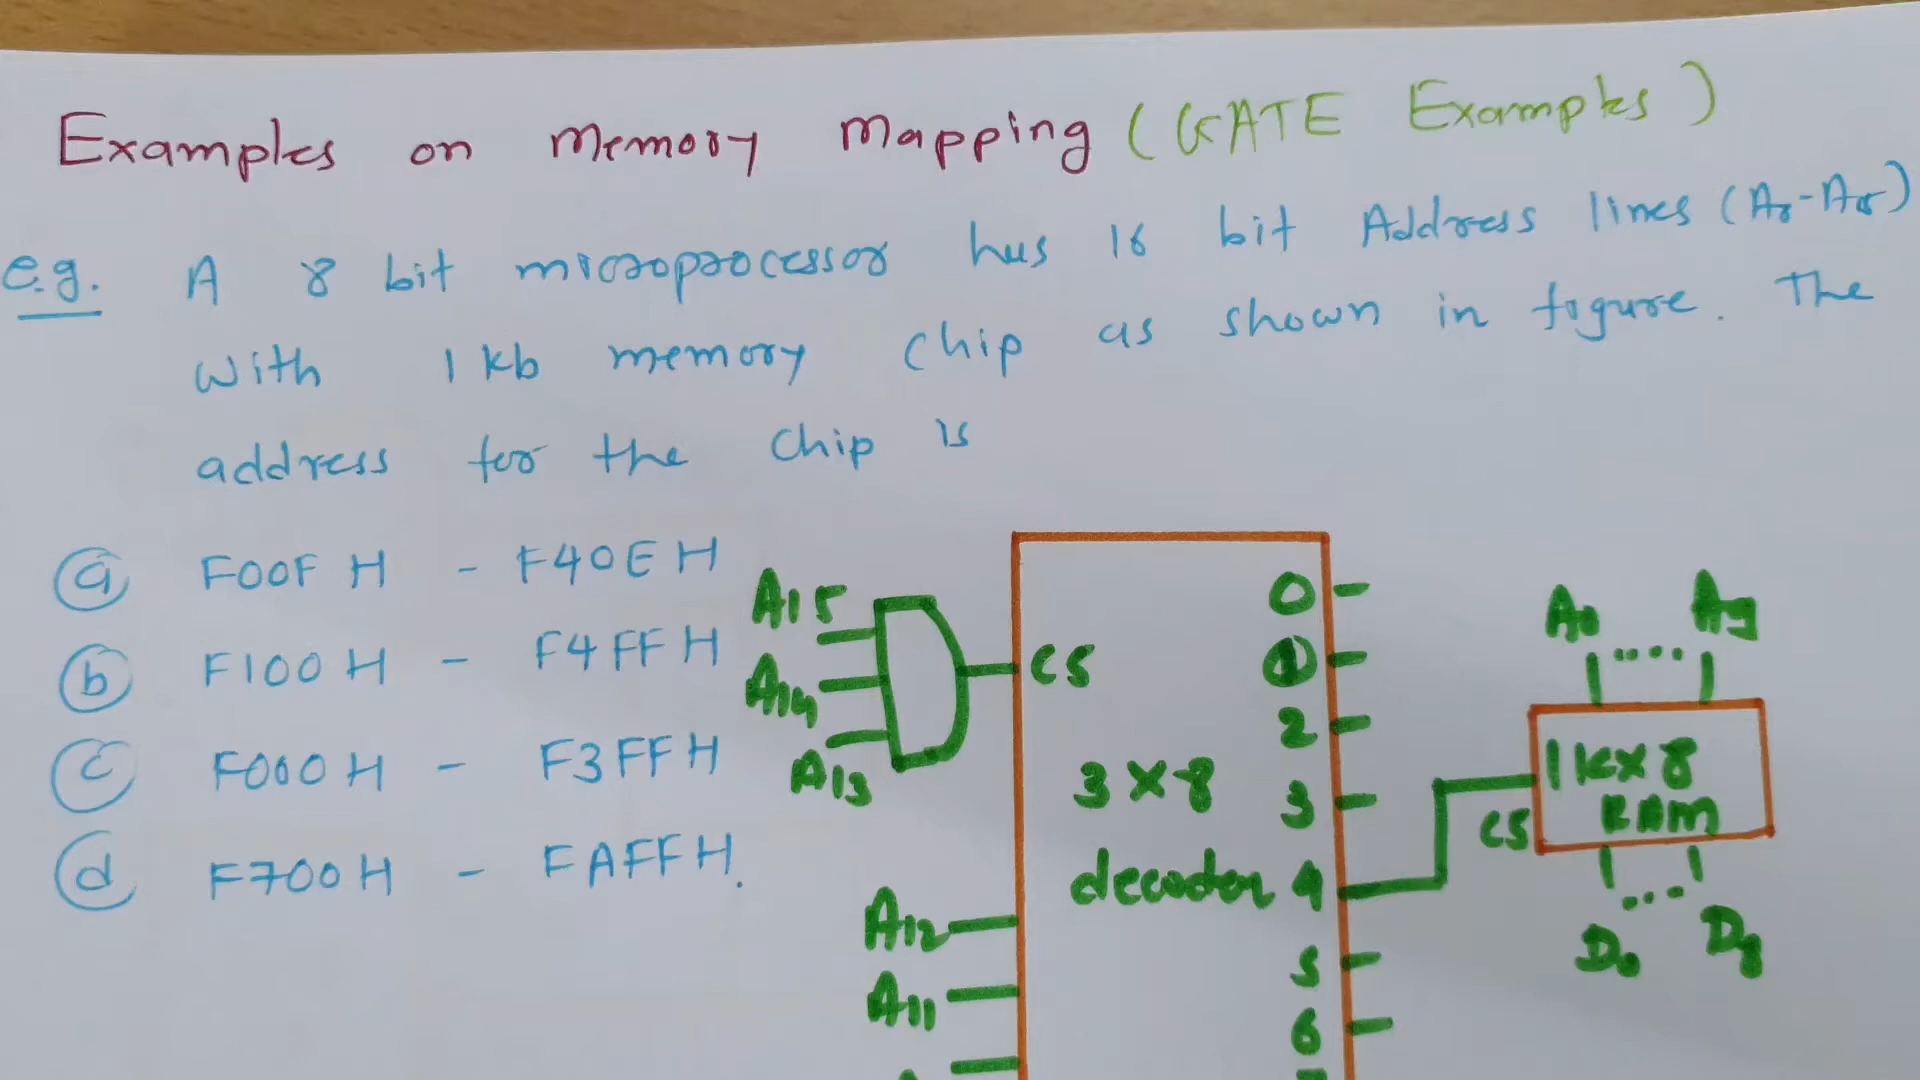 Examples on Memory Mapping (GATE Examples)
e.g. A 8 bit microprocessor has 16 bit Address lines (A0-A15)
With 1 kb memory chip as shown in figure. The
address for the chip is
a F00F H - F40E H
b F100 H - F4FF H
c F000 H - F3FF H
d F700 H - FAFF H.
A15
A14
A13
CS
3 x 8
decoder
A12
A11
0
1
2
3
4
5
6
A0 .... A9
1K x 8
RAM
CS
D0 ... D8